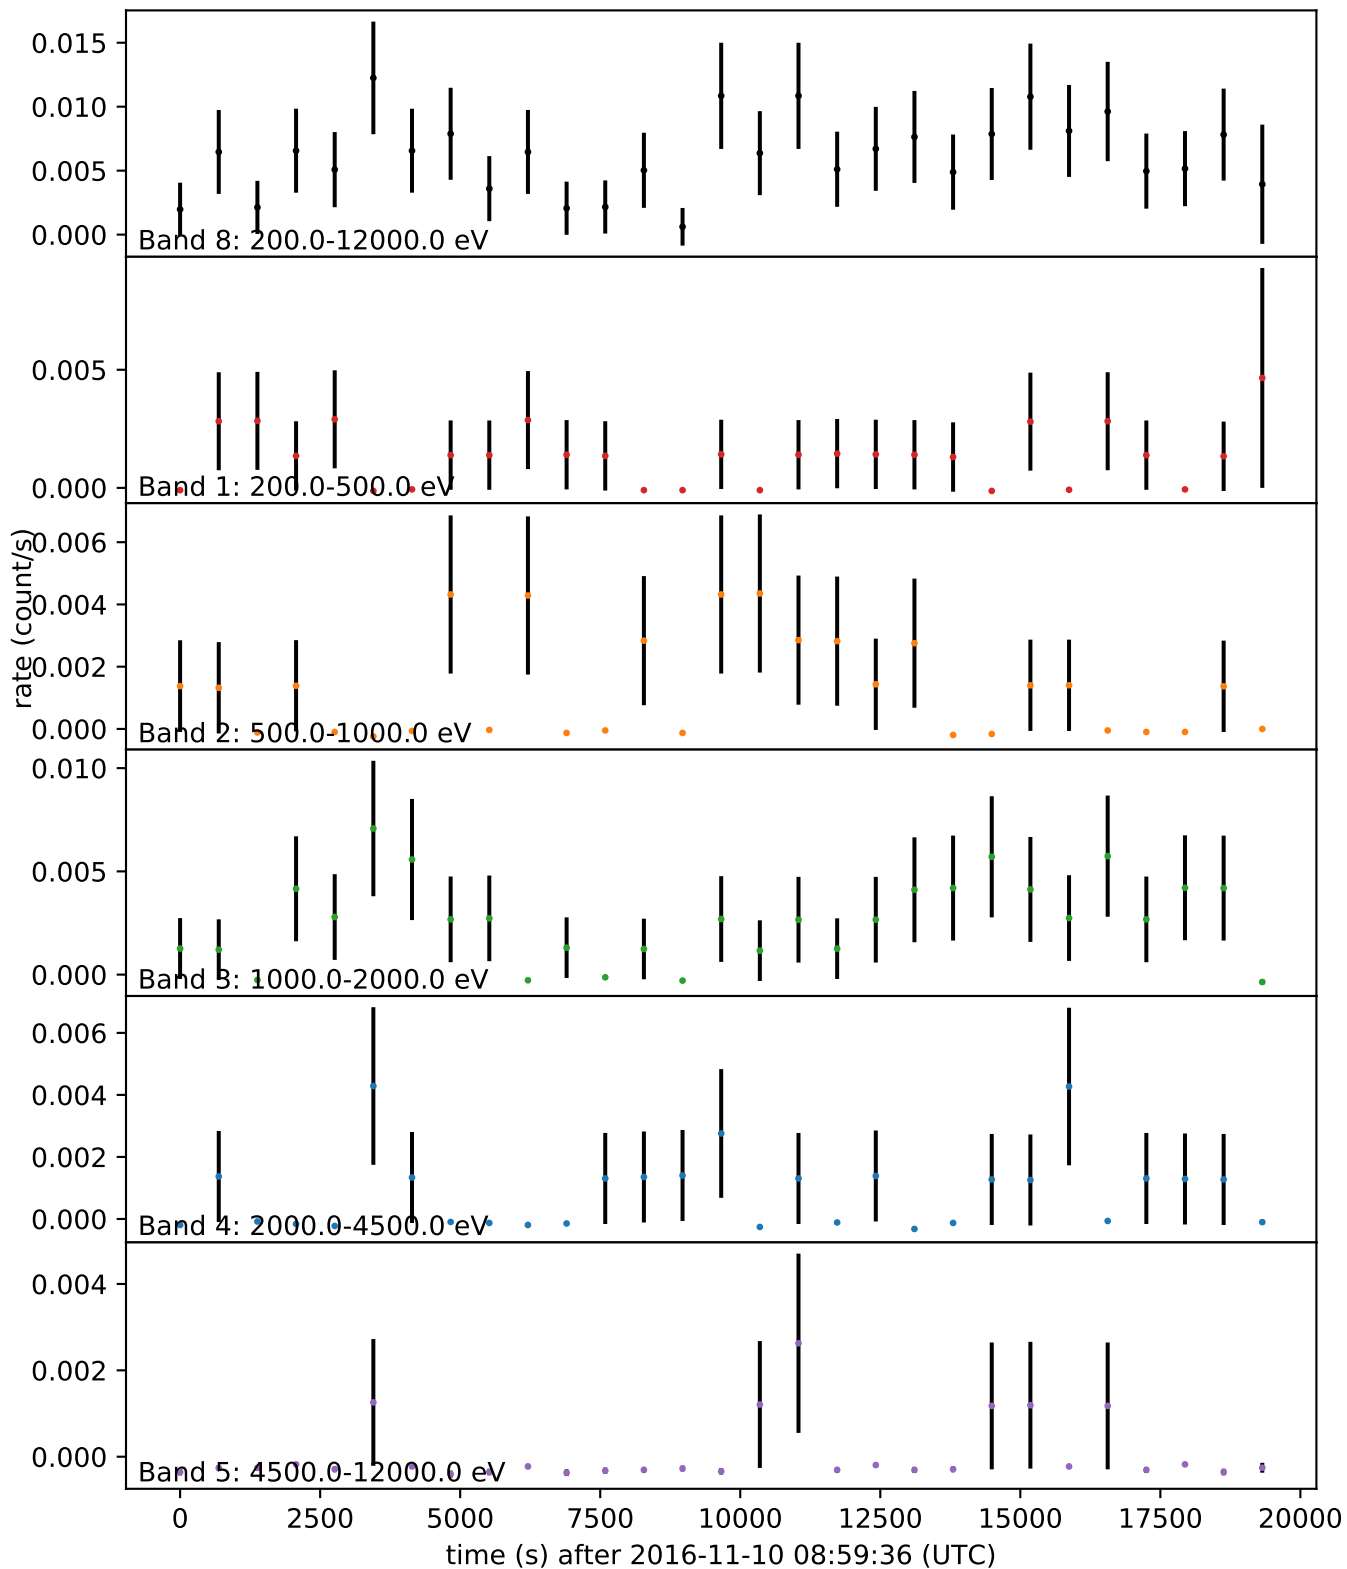 0.015
0.010
0.005
0.000
Band 8: 200.0-12000.0 eV
0.005
0.000
Band 1: 200.0-500.0 eV
rate (count/s)
0.006
0.004
0.002
0.000
Band 2: 500.0-1000.0 eV
0.010
0.005
0.000
Band 3: 1000.0-2000.0 eV
0.006
0.004
0.002
0.000
Band 4: 2000.0-4500.0 eV
0.004
0.002
0.000
Band 5: 4500.0-12000.0 eV
0 2500 5000 7500 10000 12500 15000 17500 20000
time (s) after 2016-11-10 08:59:36 (UTC)